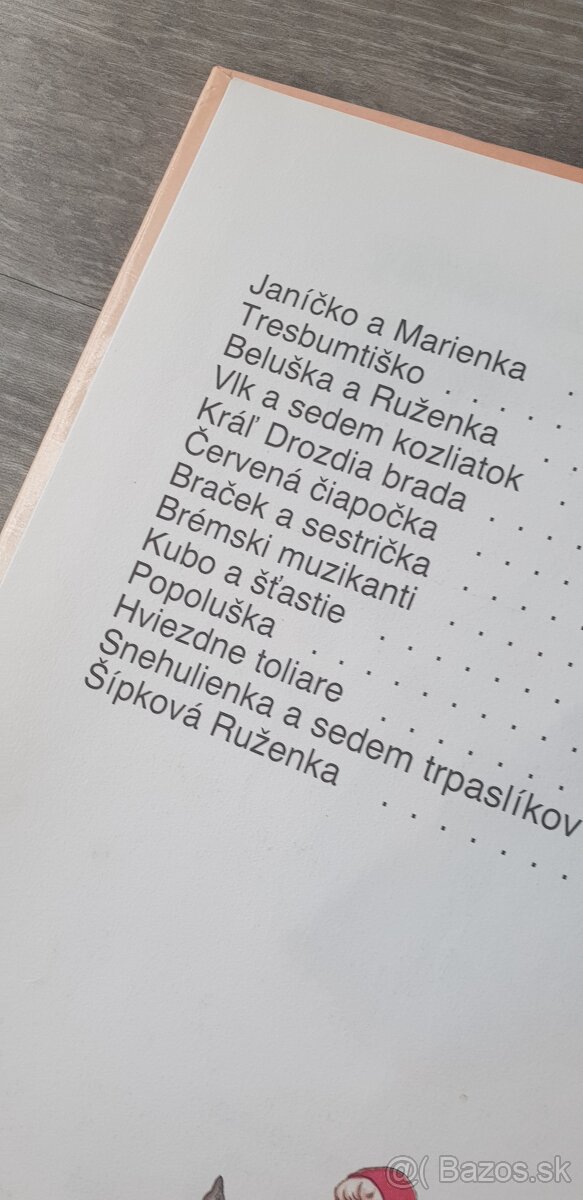 Janíčko a Marienka .
Tresbumtiško . . . . .
Beluška a Ruženka . .
Vlk a sedem kozliatok .
Kráľ Drozdia brada . . . .
Červená čiapočka . . . .
Braček a sestrička . . . . .
Brémski muzikanti . . . . .
Kubo a šťastie . . . . . . .
Popoluška . . . . . . . . .
Hviezdne toliare . . . . . .
Snehulienka a sedem trpaslíkov
Šípková Ruženka . . . . . . .
@( Bazos.sk